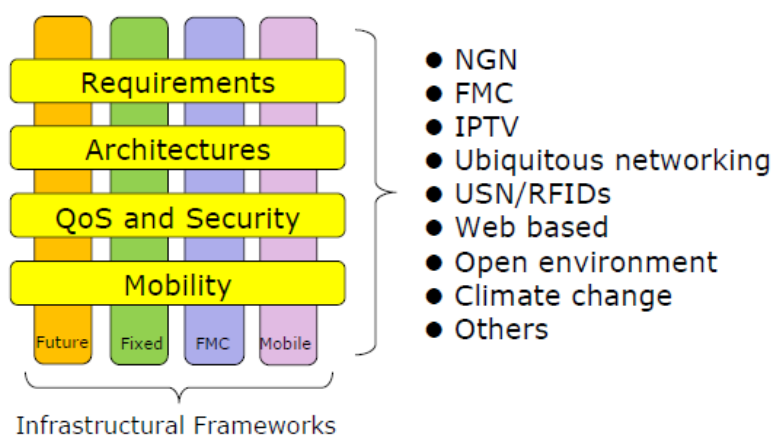 Requirements
Architectures
QoS and Security
Mobility
Future
Fixed
FMC
Mobile
Infrastructural Frameworks
● NGN
● FMC
● IPTV
● Ubiquitous networking
● USN/RFIDs
● Web based
● Open environment
● Climate change
● Others